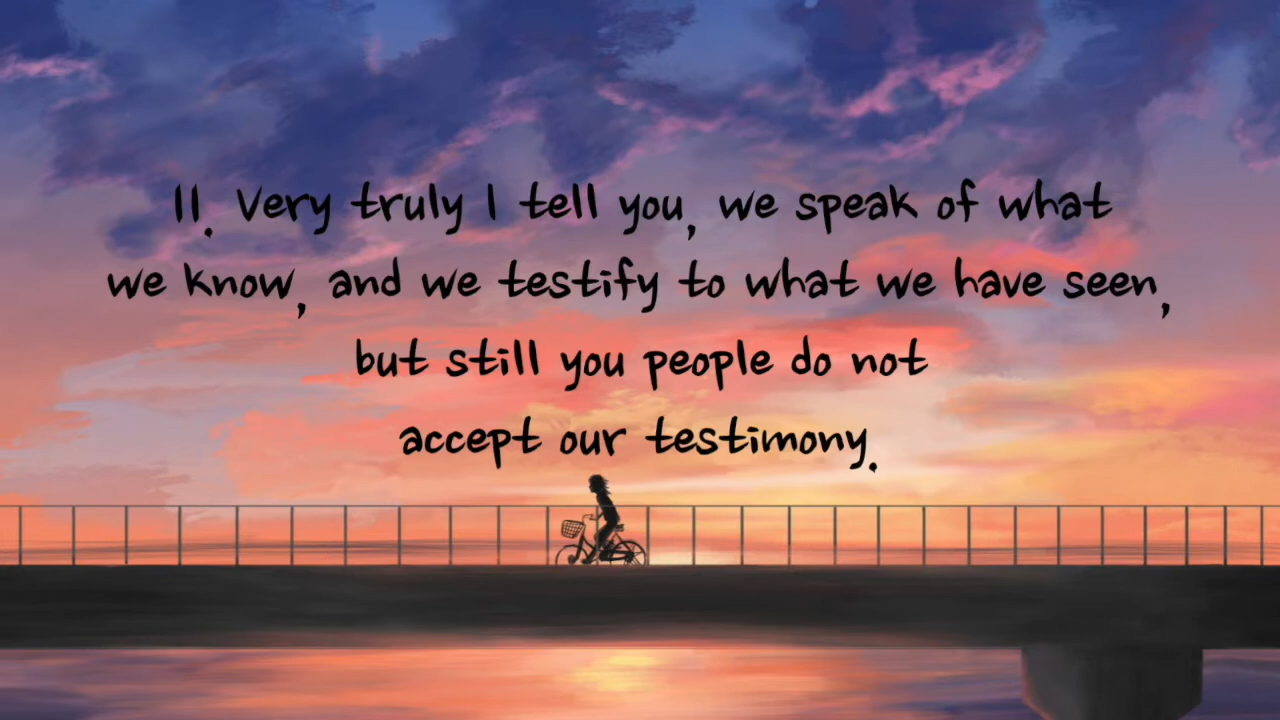 11. Very truly I tell you, we speak of what
we know, and we testify to what we have seen,
but still you people do not
accept our testimony.